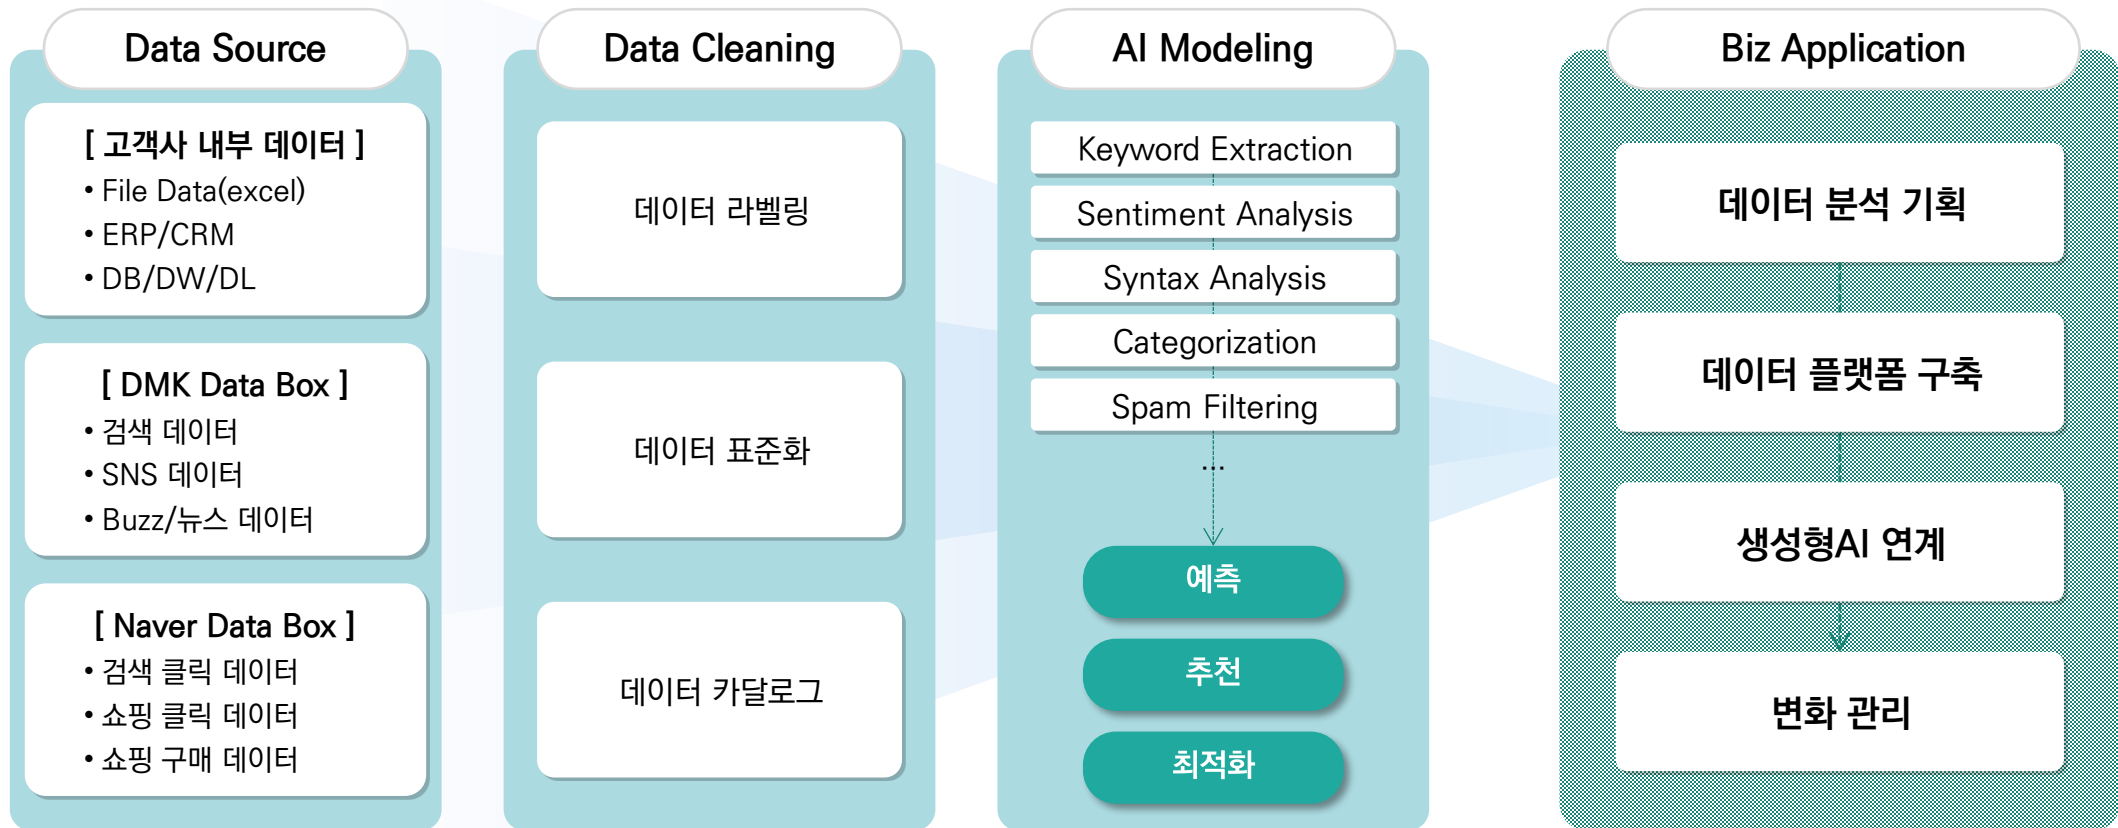 Data Source
[ 고객사 내부 데이터 ]
• File Data(excel)
• ERP/CRM
• DB/DW/DL
[ DMK Data Box ]
• 검색 데이터
• SNS 데이터
• Buzz/뉴스 데이터
[ Naver Data Box ]
• 검색 클릭 데이터
• 쇼핑 클릭 데이터
• 쇼핑 구매 데이터
Data Cleaning
데이터 라벨링
데이터 표준화
데이터 카달로그
AI Modeling
Keyword Extraction
Sentiment Analysis
Syntax Analysis
Categorization
Spam Filtering
...
예측
추천
최적화
Biz Application
데이터 분석 기획
데이터 플랫폼 구축
생성형AI 연계
변화 관리